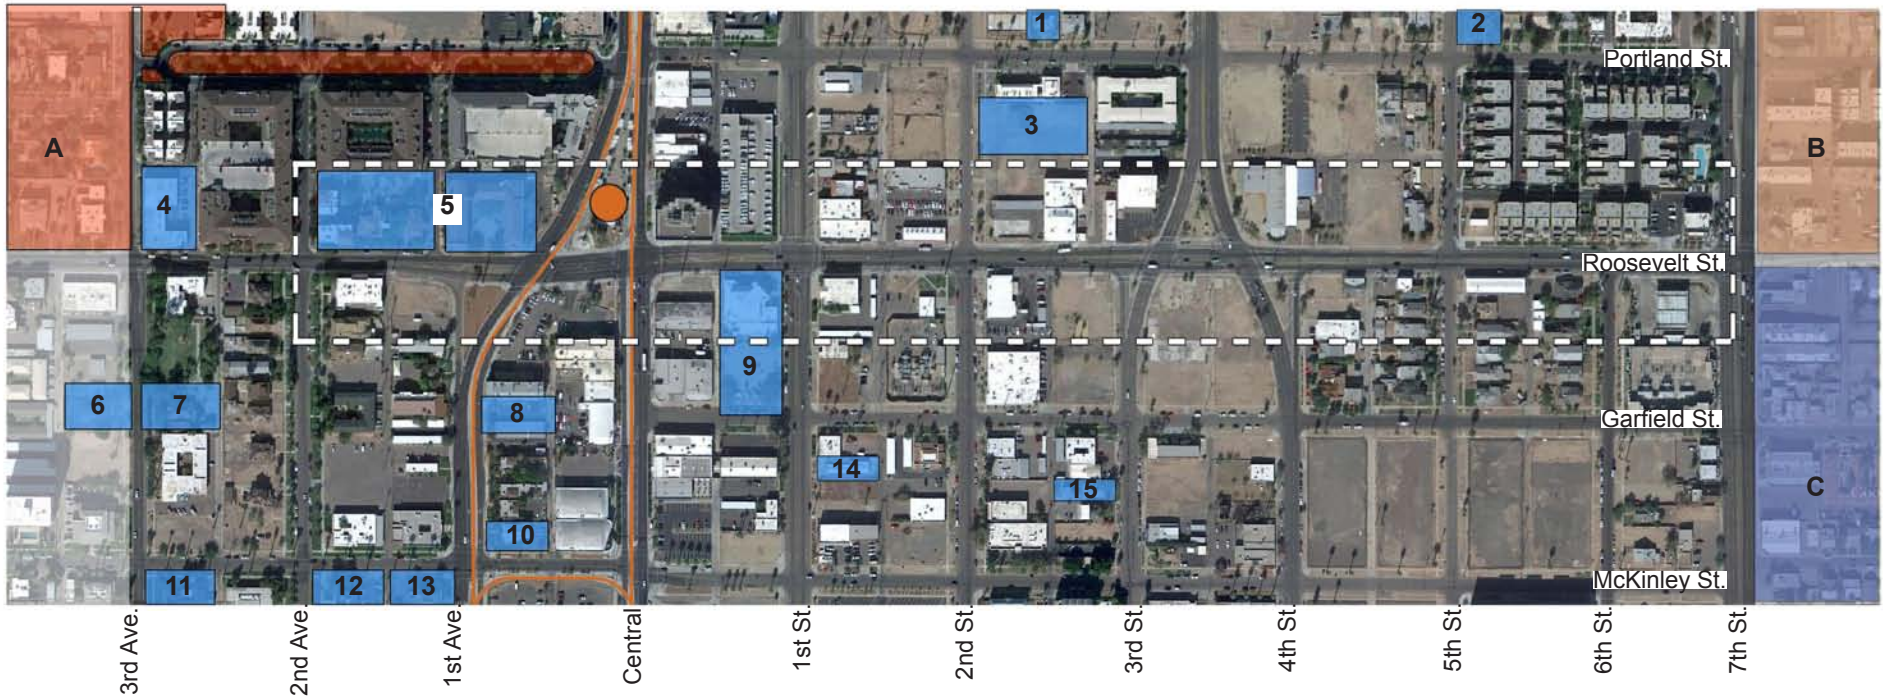 1
2
Portland St.
A
3
B
4
5
Roosevelt St.
9
6
7
8
Garfield St.
14
15
C
10
11
12
13
McKinley St.
3rd Ave.
2nd Ave.
1st Ave.
Central
1st St.
2nd St.
3rd St.
4th St.
5th St.
6th St.
7th St.